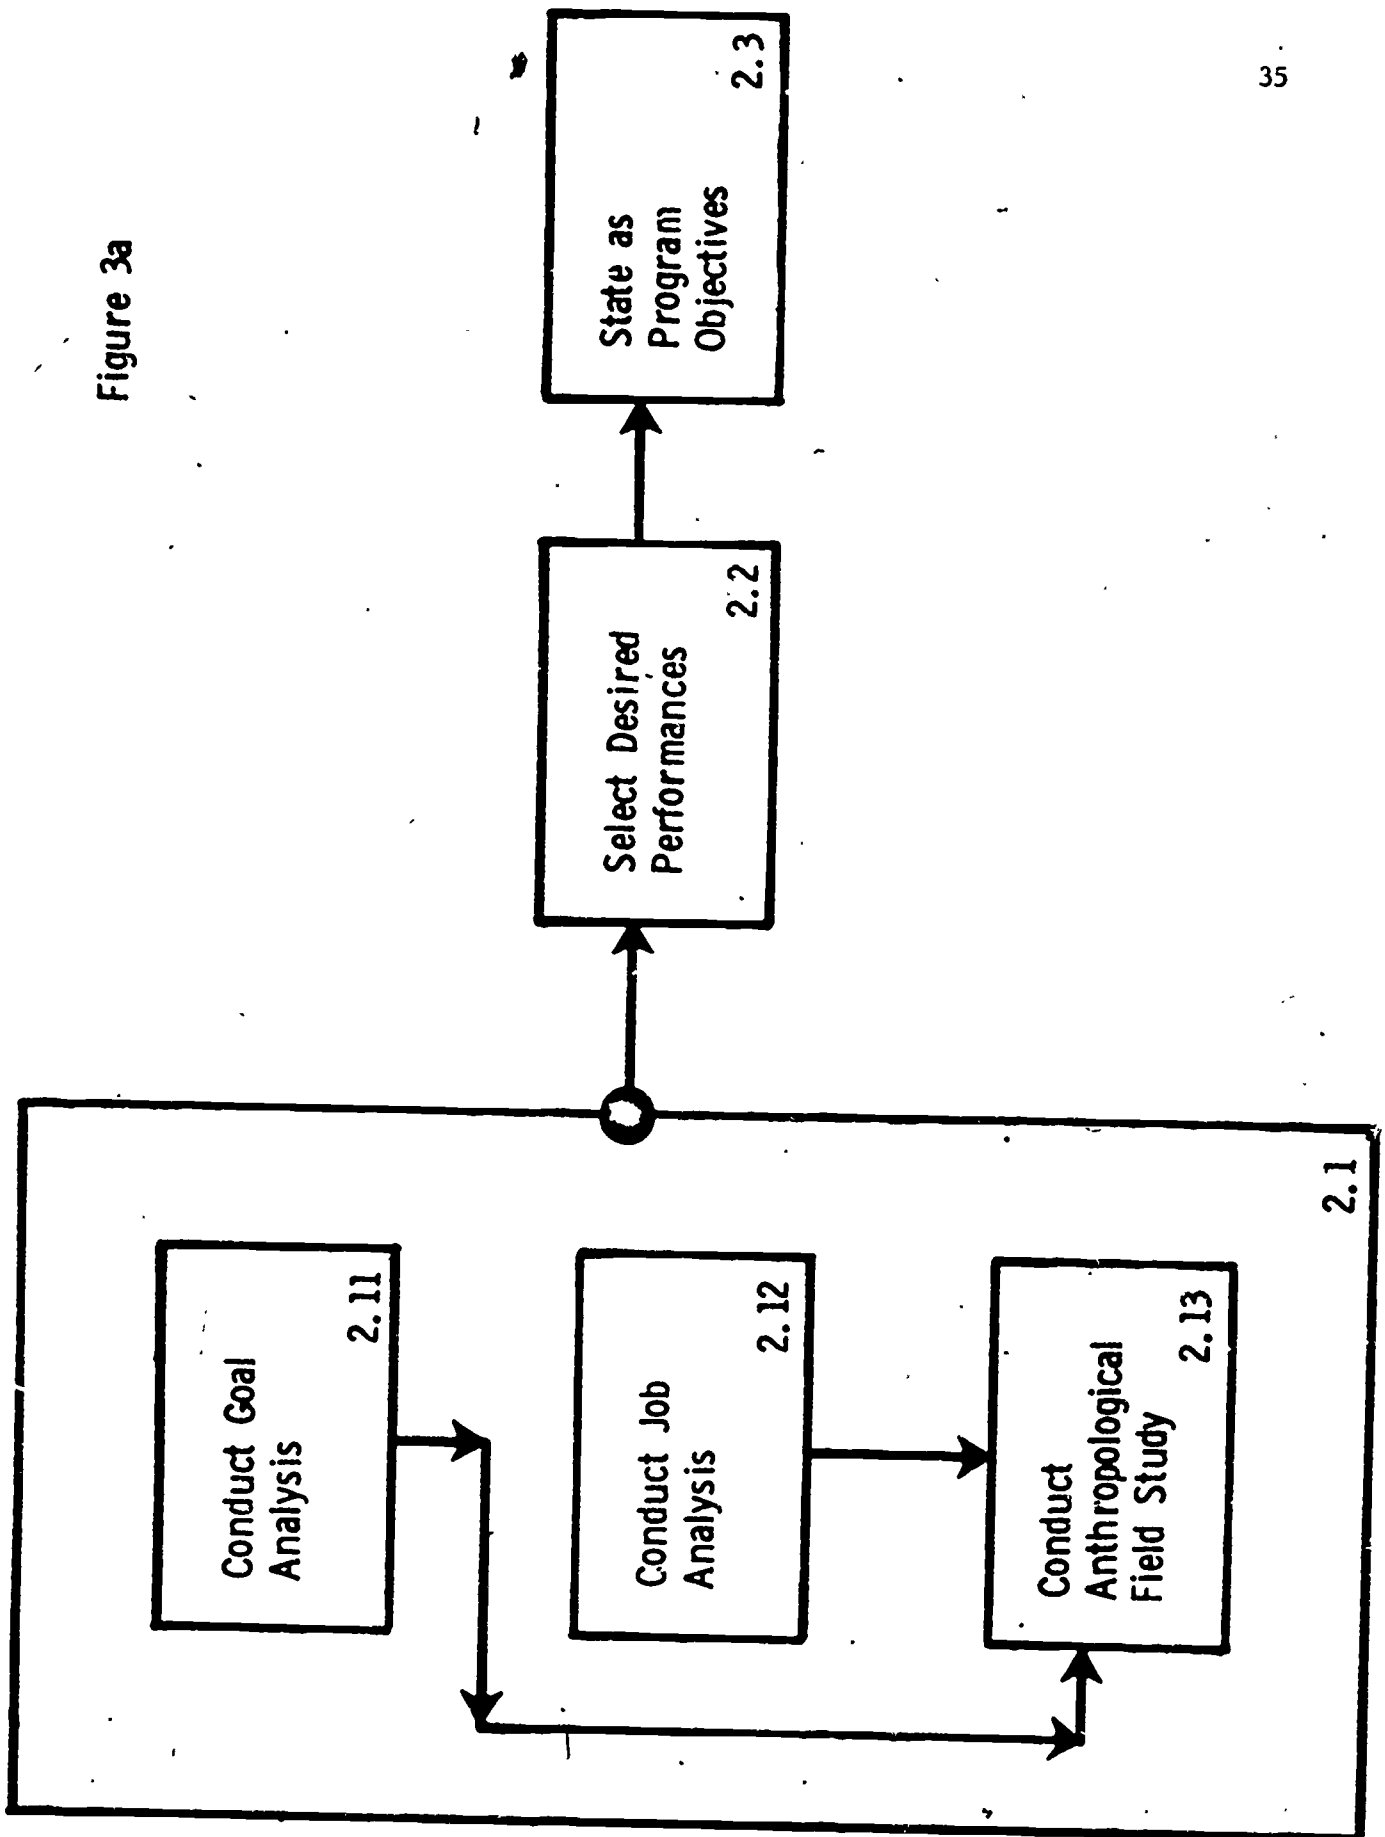 35
Figure 3a
Conduct Goal
Analysis
2.11
Conduct Job
Analysis
2.12
Conduct
Anthropological
Field Study
2.13
2.1
Select Desired
Performances
2.2
State as
Program
Objectives
2.3